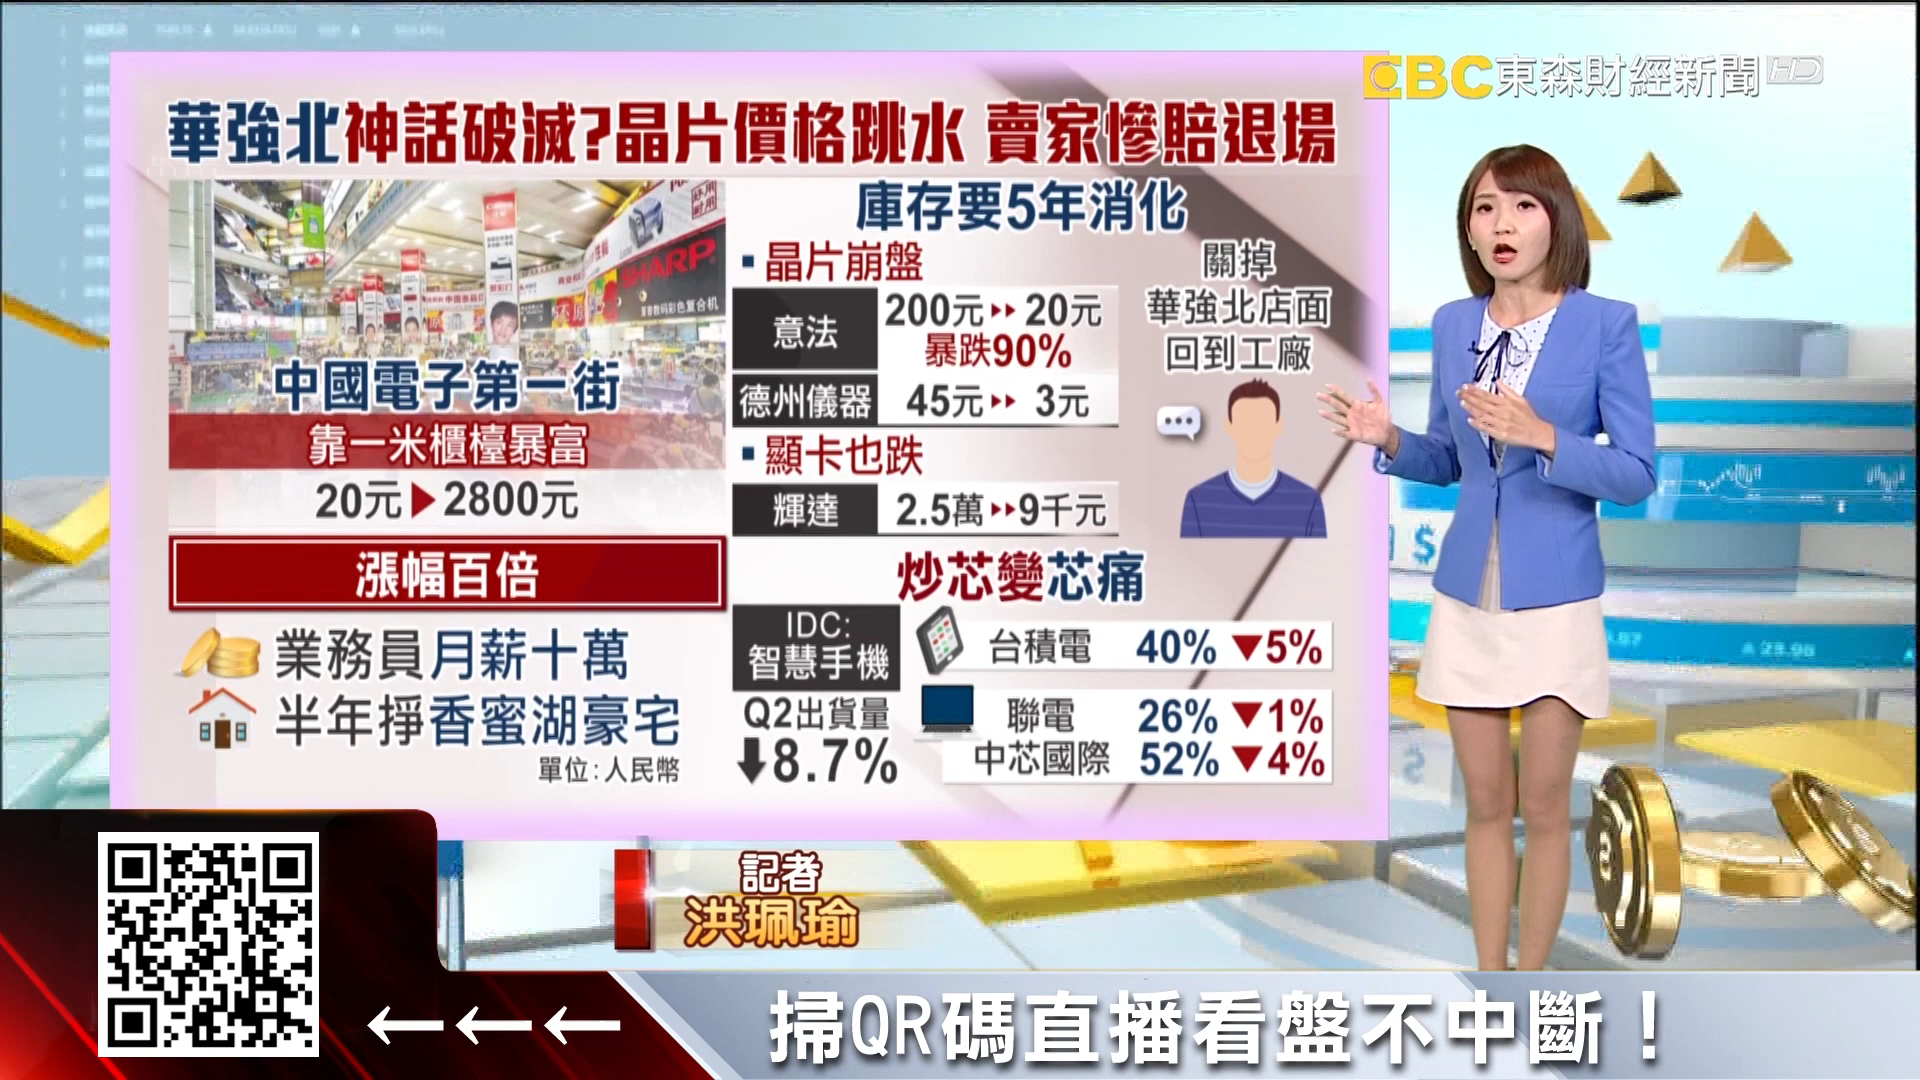 EBC東森財經新聞HD
華強北神話破滅?晶片價格跳水 賣家慘賠退場
SHARP
中國電子第一街
靠一米櫃檯暴富
20元▶2800元
漲幅百倍
業務員月薪十萬
半年掙香蜜湖豪宅
單位:人民幣
庫存要5年消化
▪晶片崩盤
意法 200元▸▸20元
暴跌90%
德州儀器 45元▸▸ 3元
▪顯卡也跌
輝達 2.5萬▸▸9千元
關掉
華強北店面
回到工廠
炒芯變芯痛
IDC:
智慧手機
Q2出貨量
⬇8.7%
台積電 40% ▼5%
聯電 26% ▼1%
中芯國際 52% ▼4%
記者
洪珮瑜
←←← 掃QR碼直播看盤不中斷!